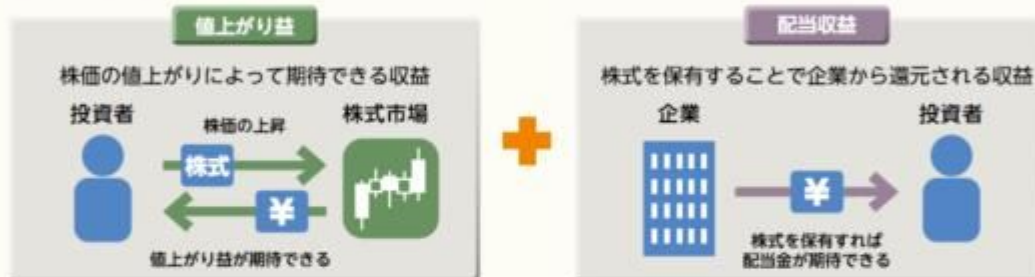 値上がり益
株価の値上がりによって期待できる収益
投資者
株式市場
株価の上昇
株式
¥
値上がり益が期待できる
配当収益
株式を保有することで企業から還元される収益
企業
投資者
¥
株式を保有すれば
配当金が期待できる